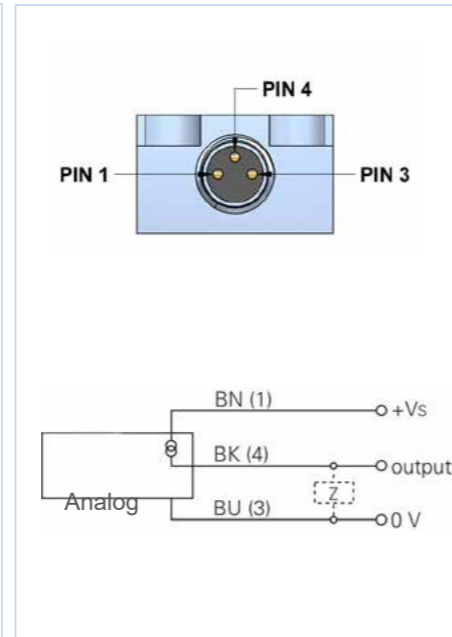 PIN 4
PIN 1 PIN 3
BN (1) +Vs
BK (4) output
Z
Analog
BU (3) 0 V